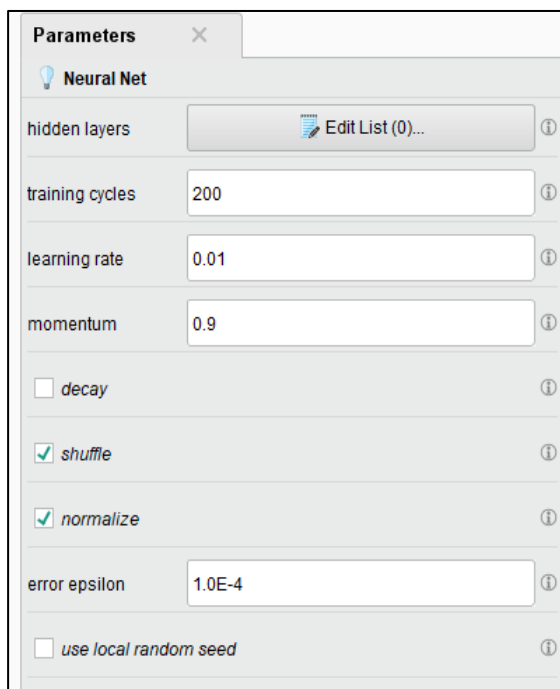 Parameters
Neural Net
hidden layers Edit List (0)...
training cycles 200
learning rate 0.01
momentum 0.9
decay
shuffle
normalize
error epsilon 1.0E-4
use local random seed